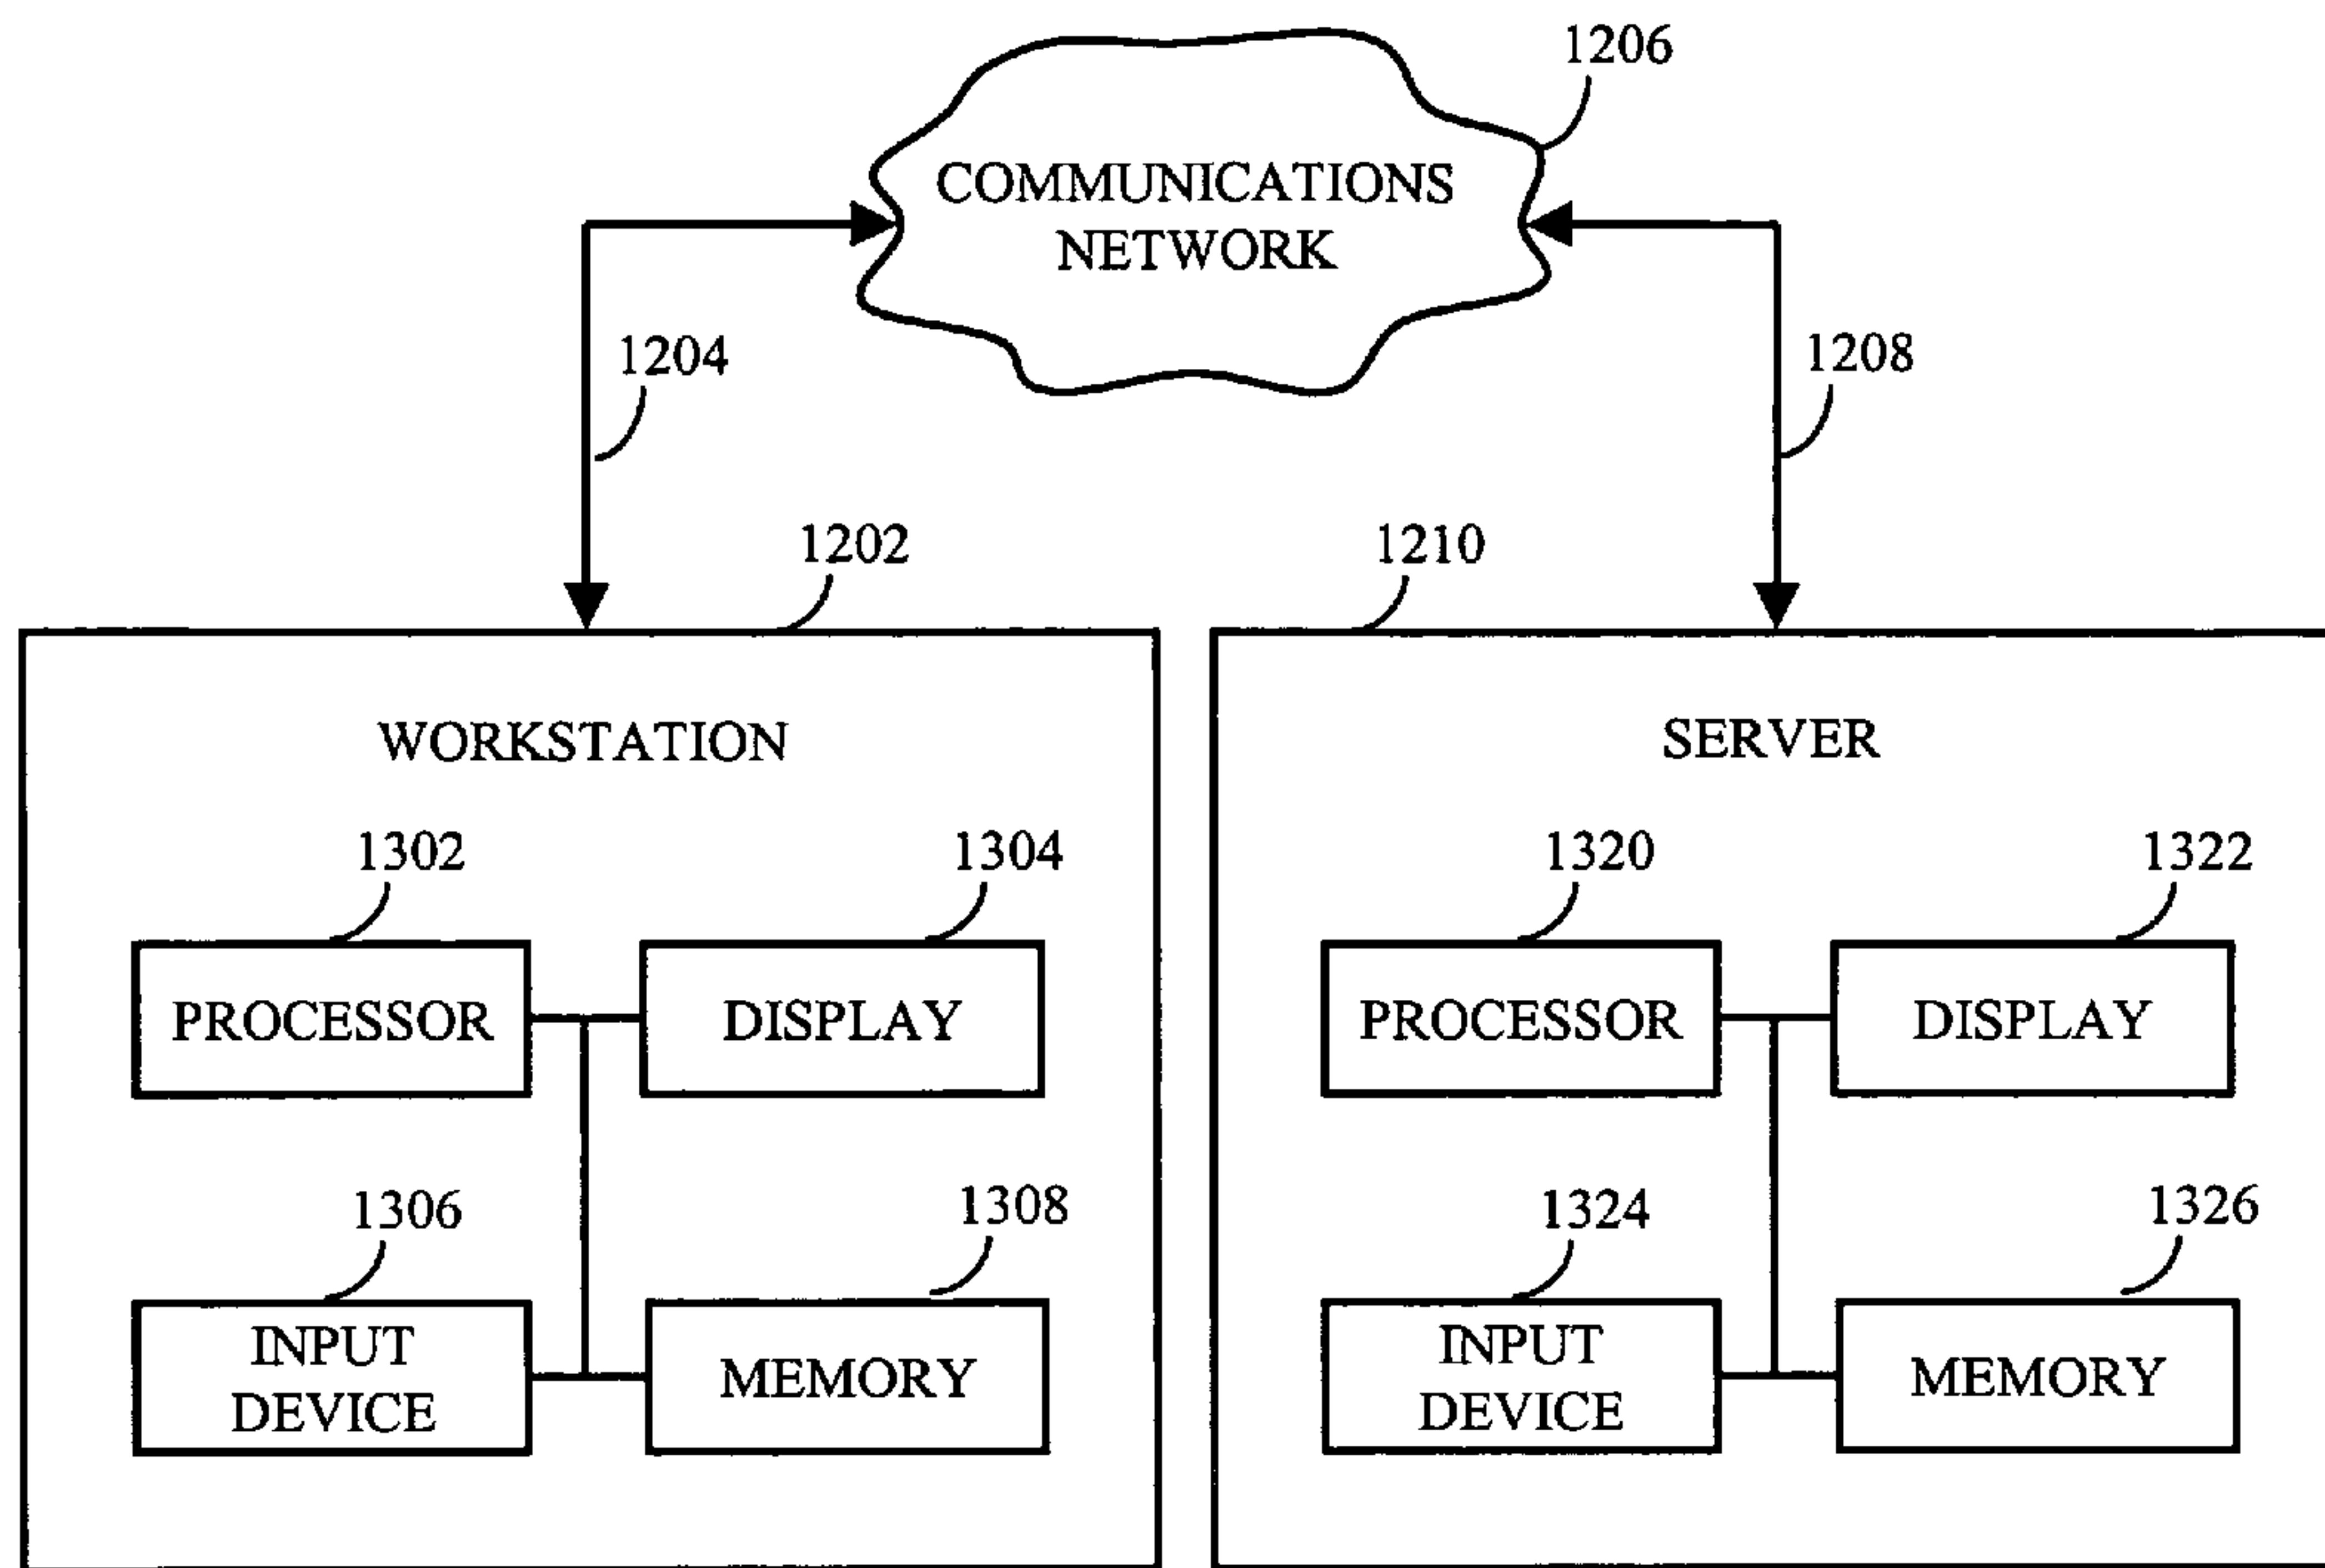 1206
COMMUNICATIONS
NETWORK
1204
1208
1202
1210
WORKSTATION
SERVER
1302
1304
1320
1322
PROCESSOR
DISPLAY
PROCESSOR
DISPLAY
1306
1308
1324
1326
INPUT
DEVICE
MEMORY
INPUT
DEVICE
MEMORY